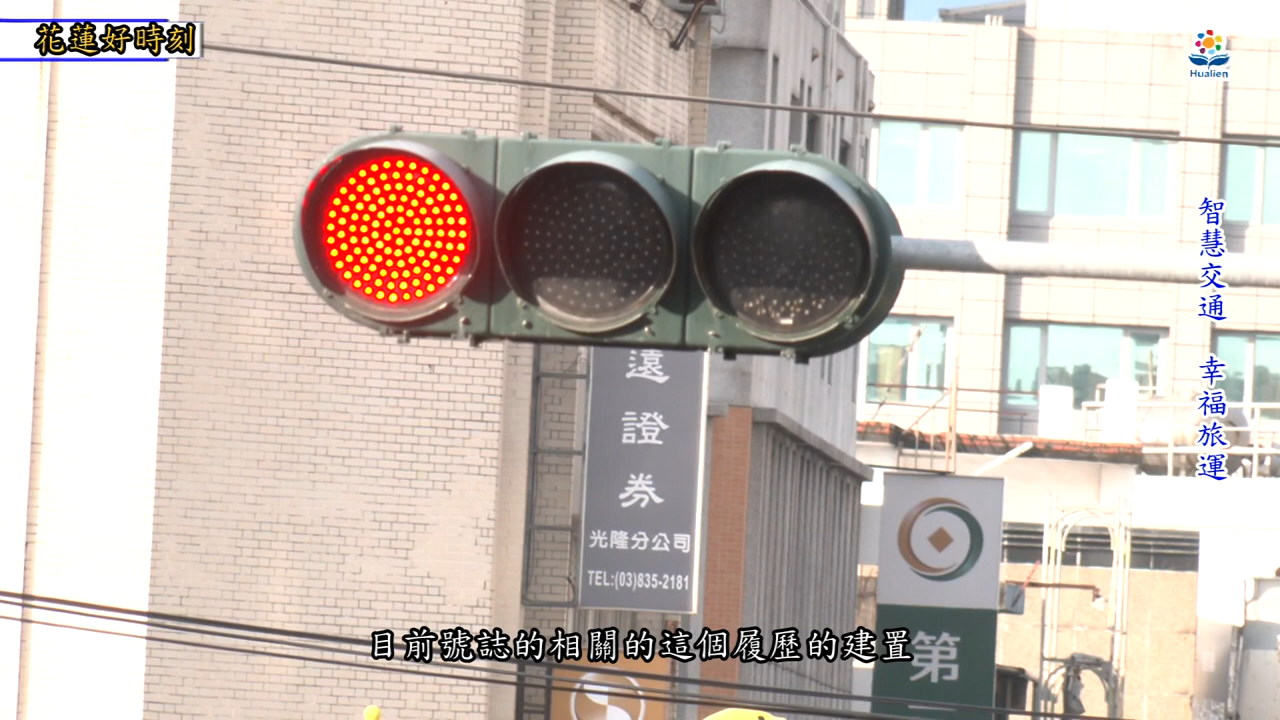 花蓮好時刻
Hualien
智慧交通 幸福旅運
遠
證
券
光隆分公司
TEL:(03)835-2181
第
目前號誌的相關的這個履歷的建置